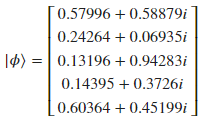 0.57996 + 0.58879i
0.24264 + 0.06935i
|ϕ⟩ = 0.13196 + 0.94283i
0.14395 + 0.3726i
0.60364 + 0.45199i